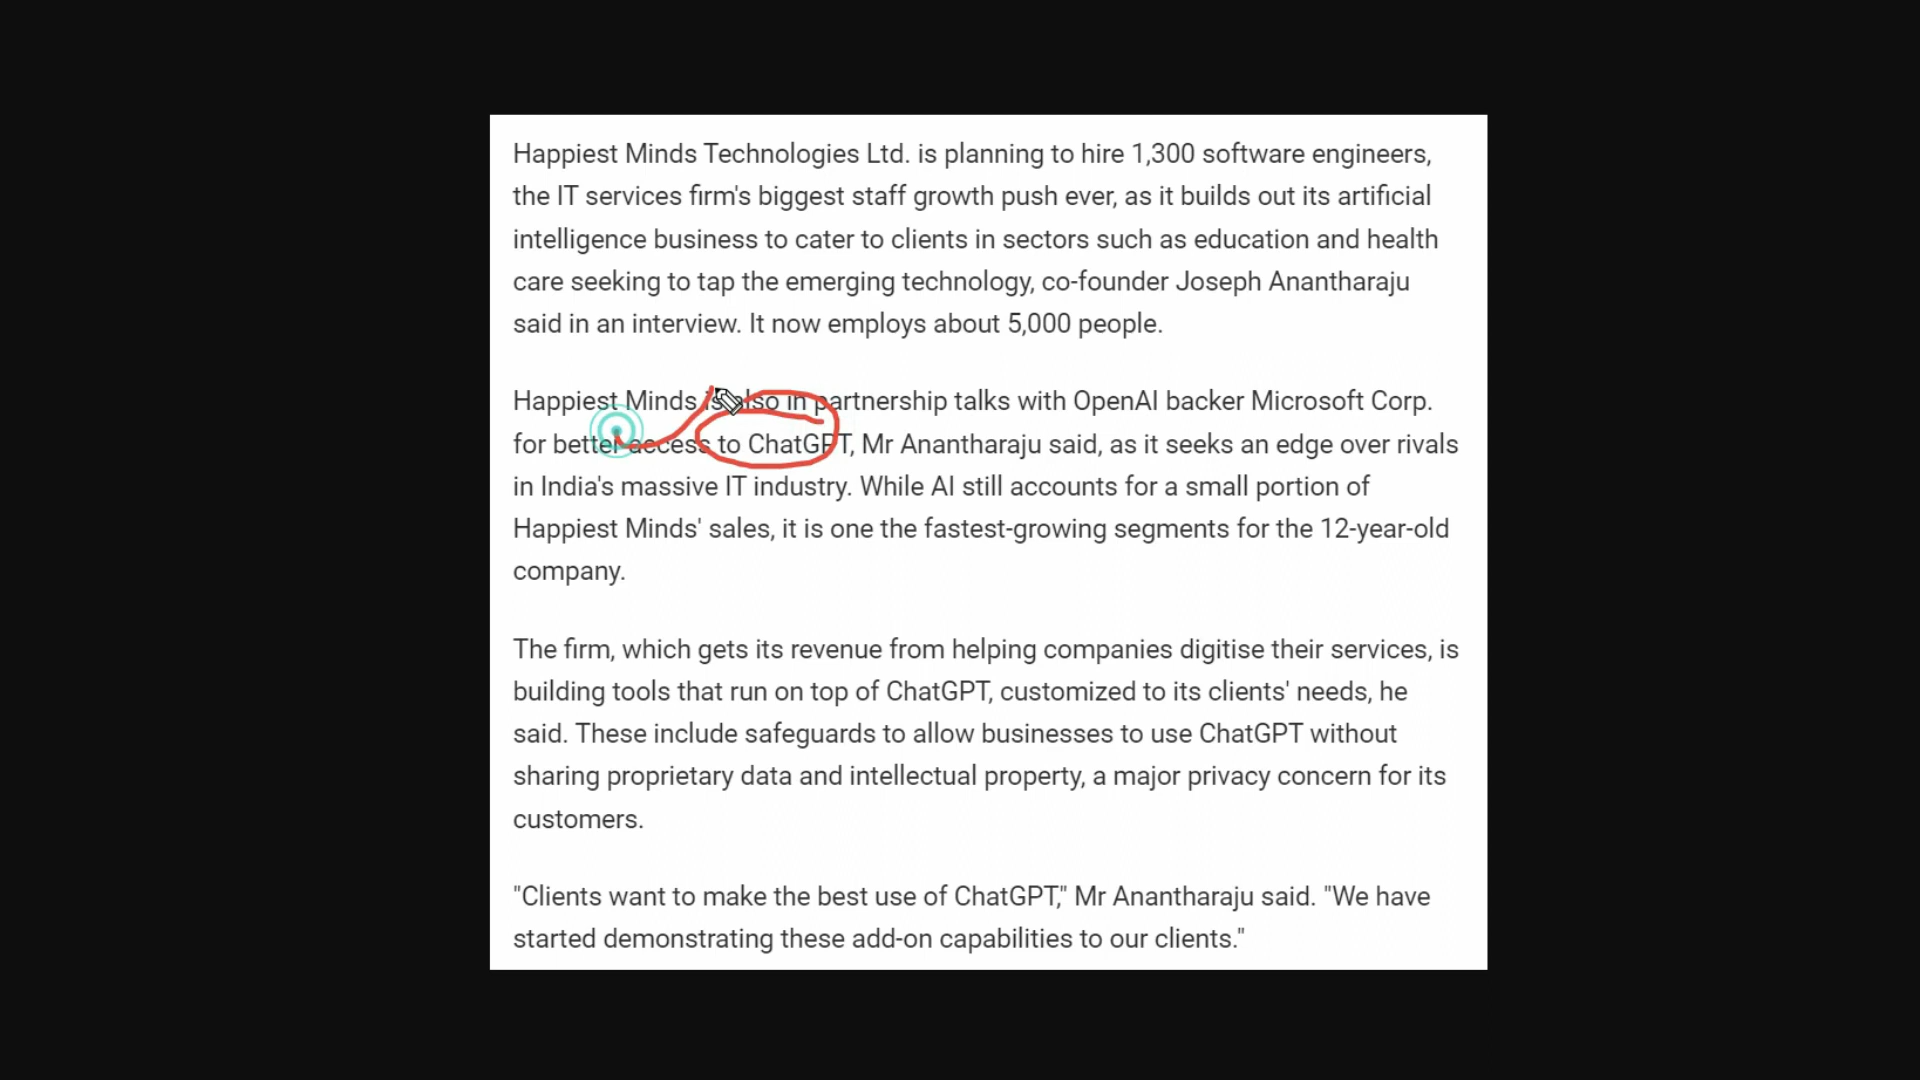 Happiest Minds Technologies Ltd. is planning to hire 1,300 software engineers,
the IT services firm's biggest staff growth push ever, as it builds out its artificial
intelligence business to cater to clients in sectors such as education and health
care seeking to tap the emerging technology, co-founder Joseph Anantharaju
said in an interview. It now employs about 5,000 people.
Happiest Minds is also in partnership talks with OpenAI backer Microsoft Corp.
for better access to ChatGPT, Mr Anantharaju said, as it seeks an edge over rivals
in India's massive IT industry. While AI still accounts for a small portion of
Happiest Minds' sales, it is one the fastest-growing segments for the 12-year-old
company.
The firm, which gets its revenue from helping companies digitise their services, is
building tools that run on top of ChatGPT, customized to its clients' needs, he
said. These include safeguards to allow businesses to use ChatGPT without
sharing proprietary data and intellectual property, a major privacy concern for its
customers.
"Clients want to make the best use of ChatGPT," Mr Anantharaju said. "We have
started demonstrating these add-on capabilities to our clients."